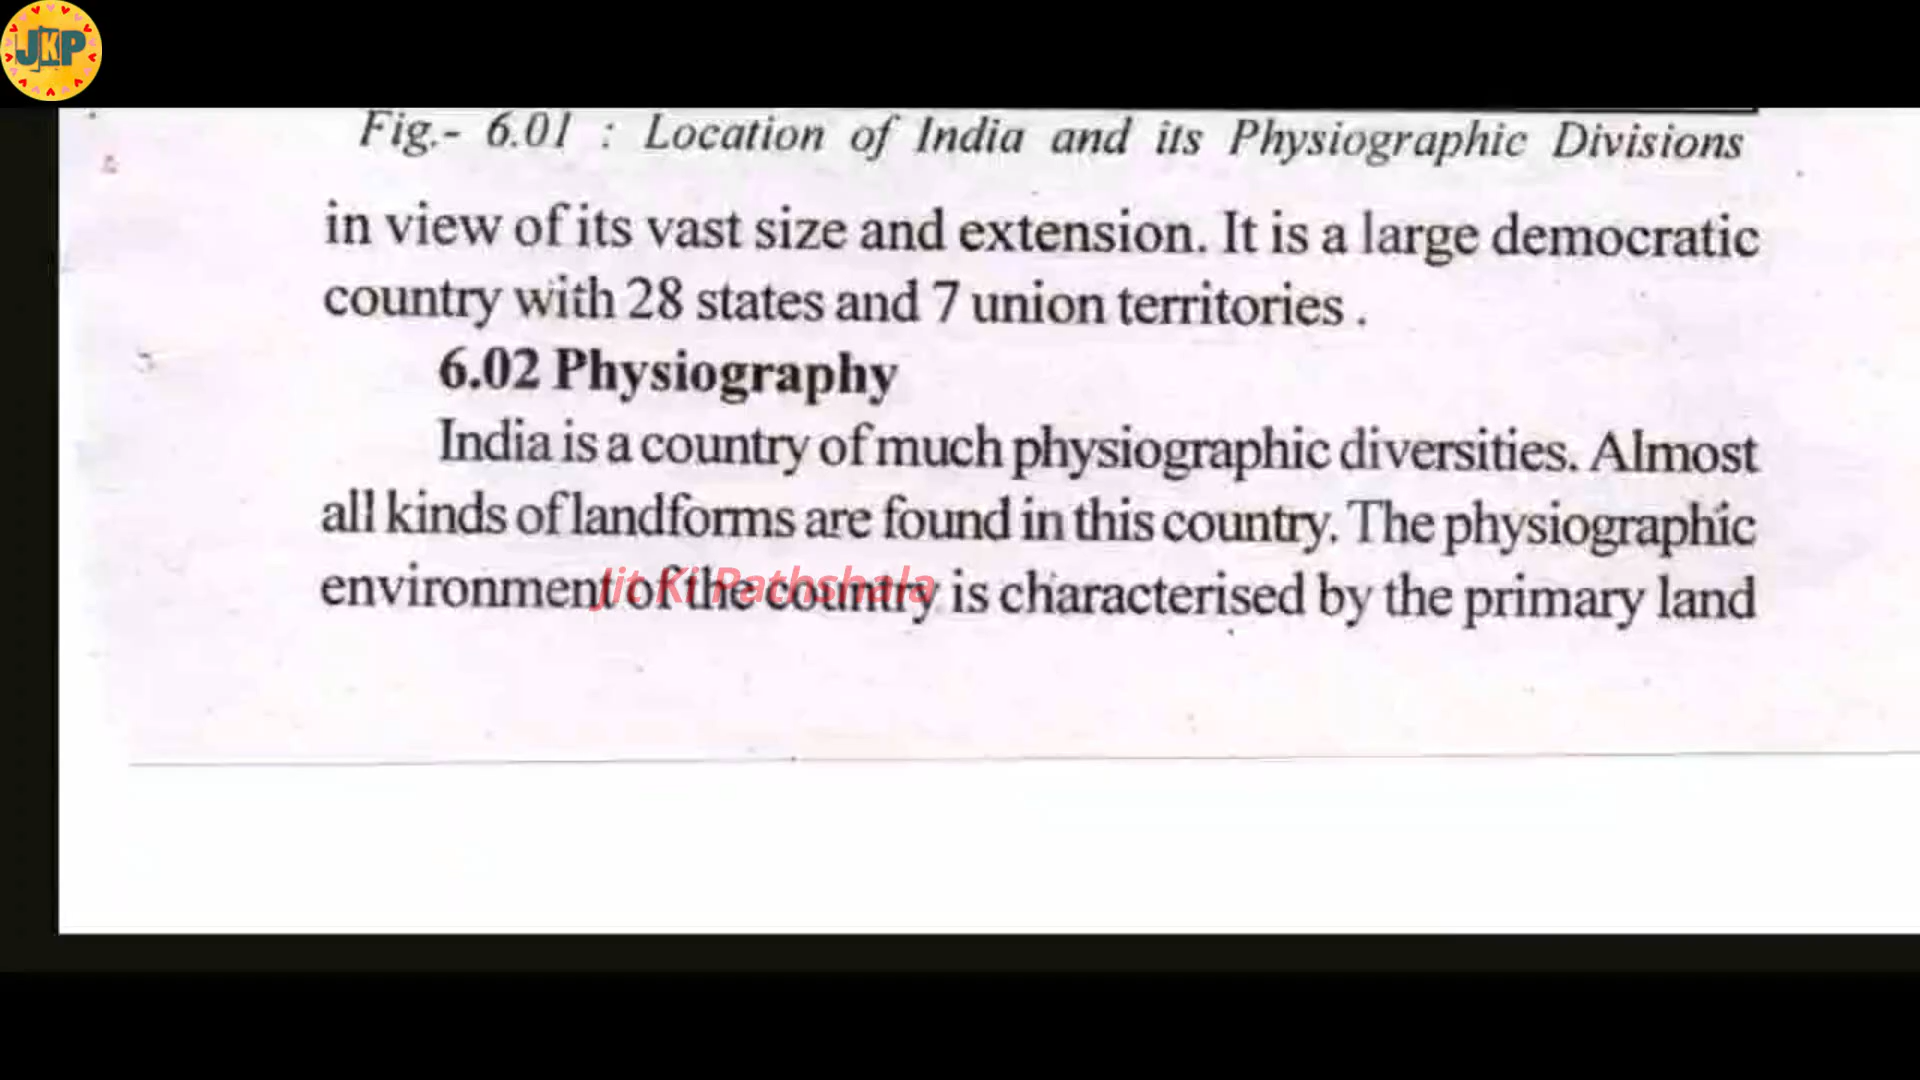 JKP
Fig.- 6.01 : Location of India and its Physiographic Divisions
in view of its vast size and extension. It is a large democratic
country with 28 states and 7 union territories .
6.02 Physiography
India is a country of much physiographic diversities. Almost
all kinds of landforms are found in this country. The physiographic
environment of the country is characterised by the primary land
Jit Ki Pathshala